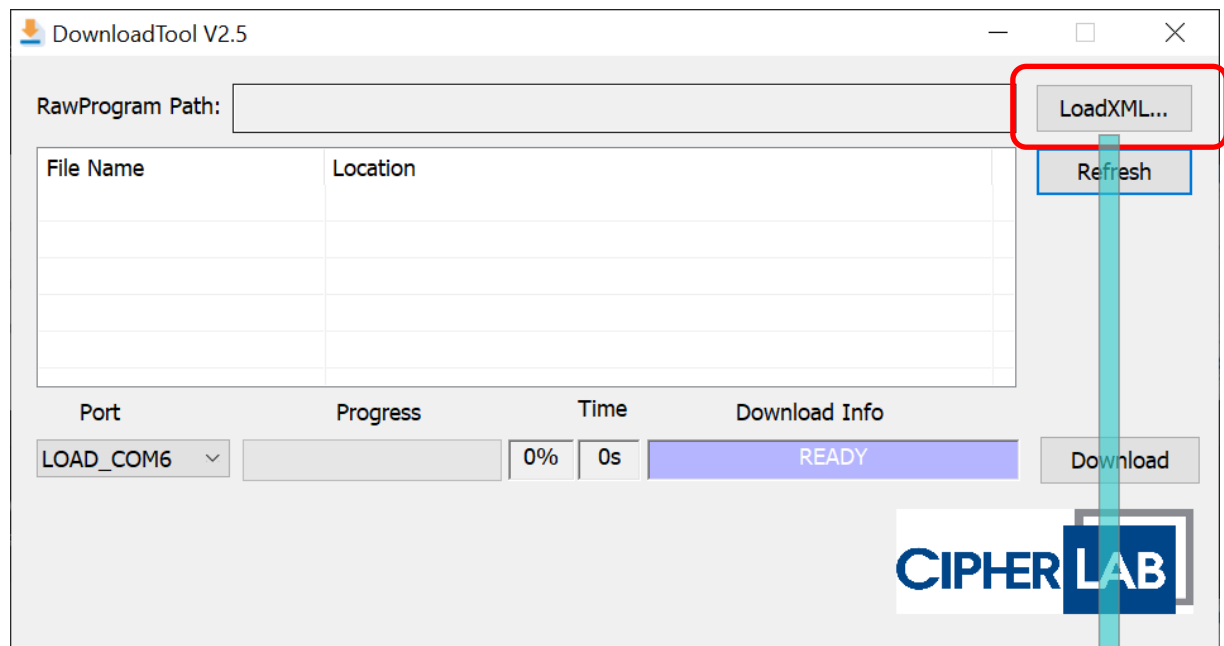 DownloadTool V2.5
RawProgram Path:
LoadXML...
File Name Location
Refresh
Port Progress Time Download Info
LOAD_COM6 0% 0s READY Download
CIPHERLAB